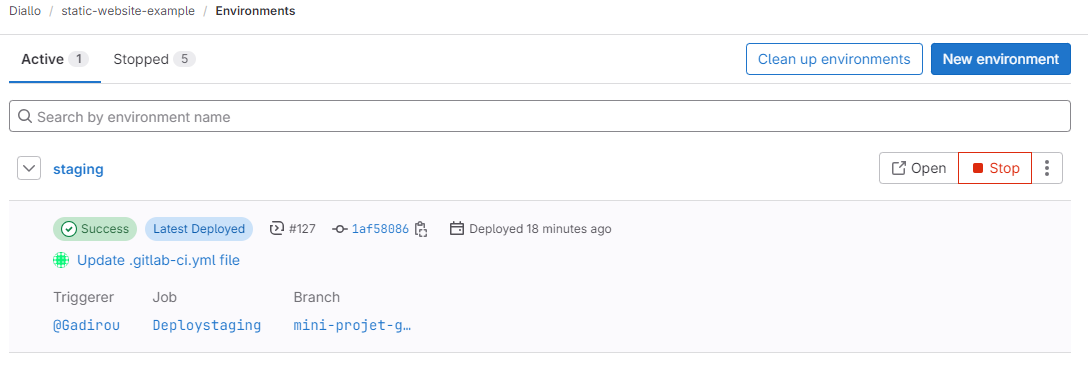 Diallo / static-website-example / Environments
Active 1 Stopped 5 Clean up environments New environment
Search by environment name
staging Open Stop
Success Latest Deployed #127 1af58086 Deployed 18 minutes ago
Update .gitlab-ci.yml file
Triggerer Job Branch
@Gadirou Deploystaging mini-projet-g…